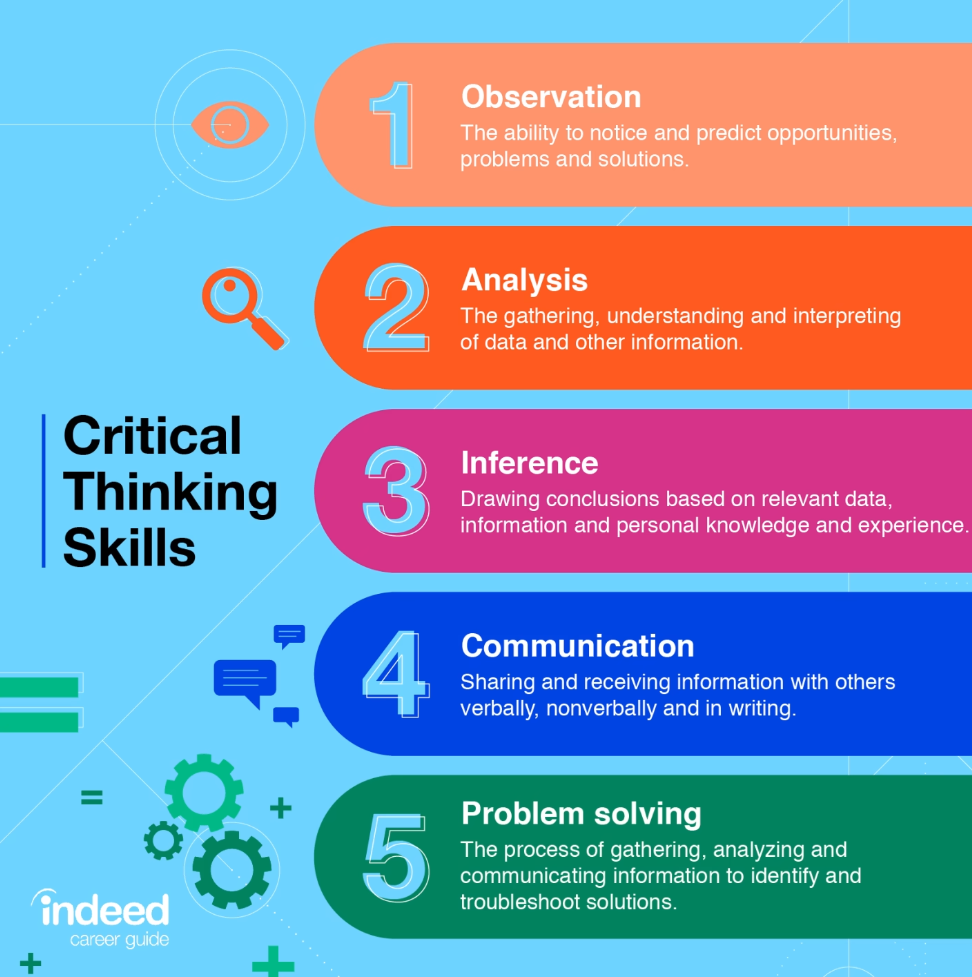 Critical
Thinking
Skills
1
Observation
The ability to notice and predict opportunities,
problems and solutions.
2
Analysis
The gathering, understanding and interpreting
of data and other information.
3
Inference
Drawing conclusions based on relevant data,
information and personal knowledge and experience.
4
Communication
Sharing and receiving information with others
verbally, nonverbally and in writing.
5
Problem solving
The process of gathering, analyzing and
communicating information to identify and
troubleshoot solutions.
indeed
career guide